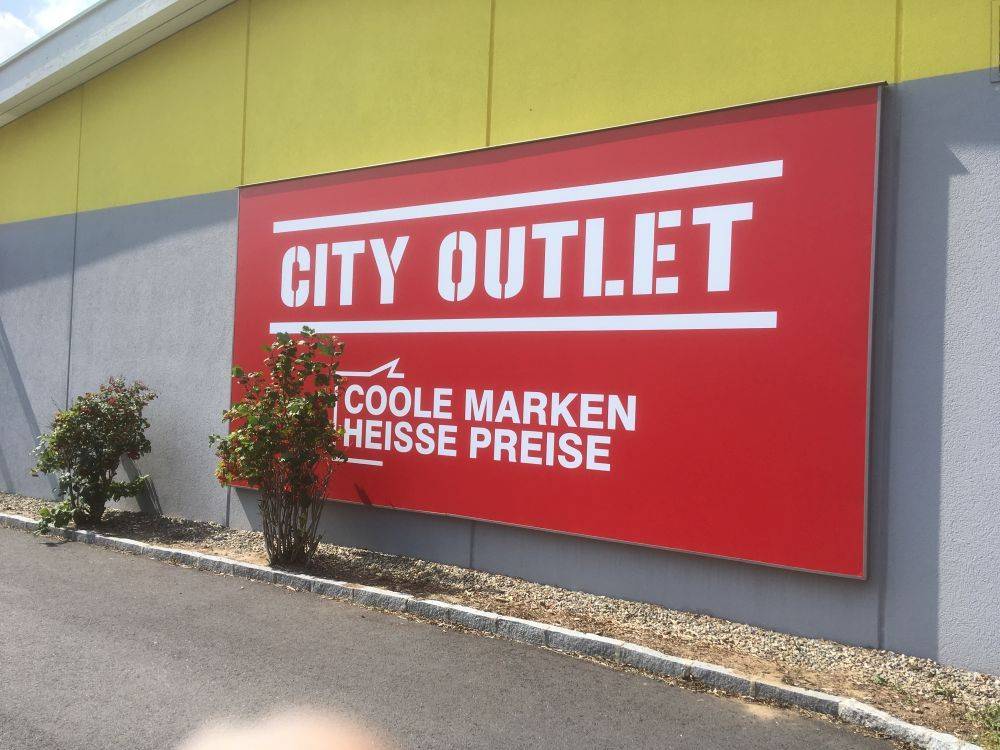 CITY OUTLET
COOLE MARKEN
HEISSE PREISE